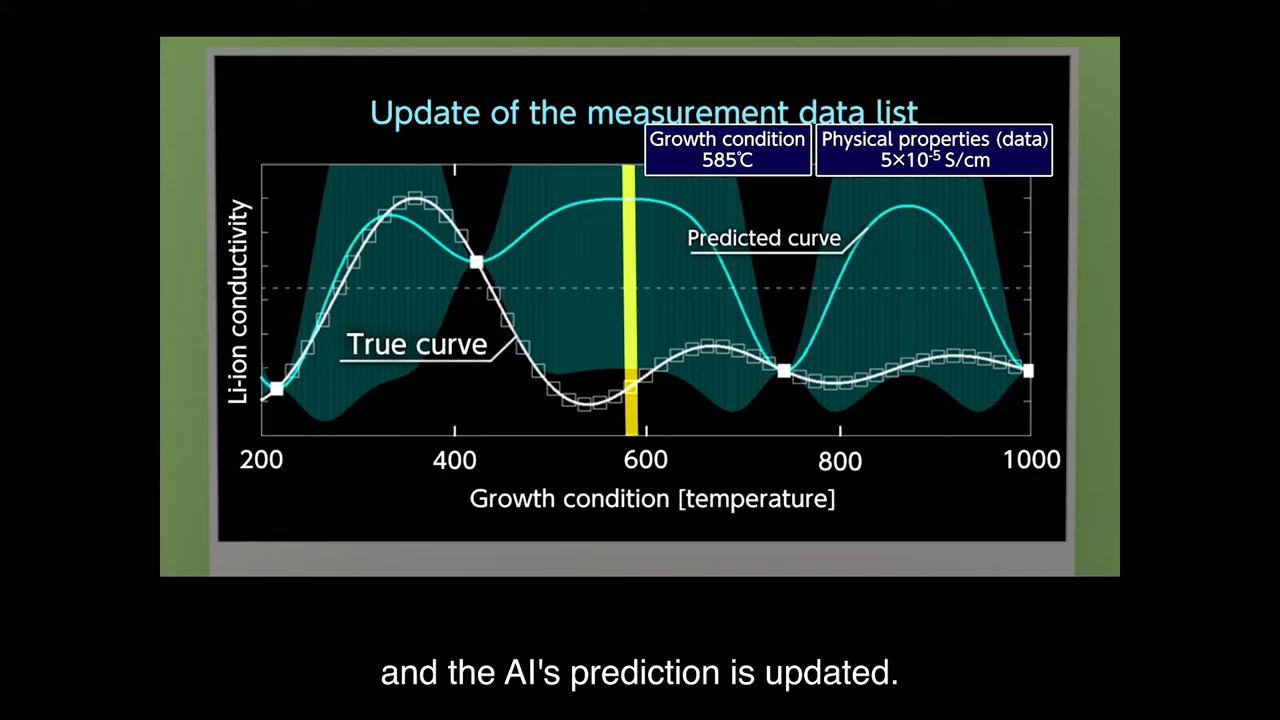 Update of the measurement data list
Growth condition
585℃
Physical properties (data)
5×10⁻⁵ S/cm
Li-ion conductivity
Predicted curve
True curve
200 400 600 800 1000
Growth condition [temperature]
and the AI's prediction is updated.